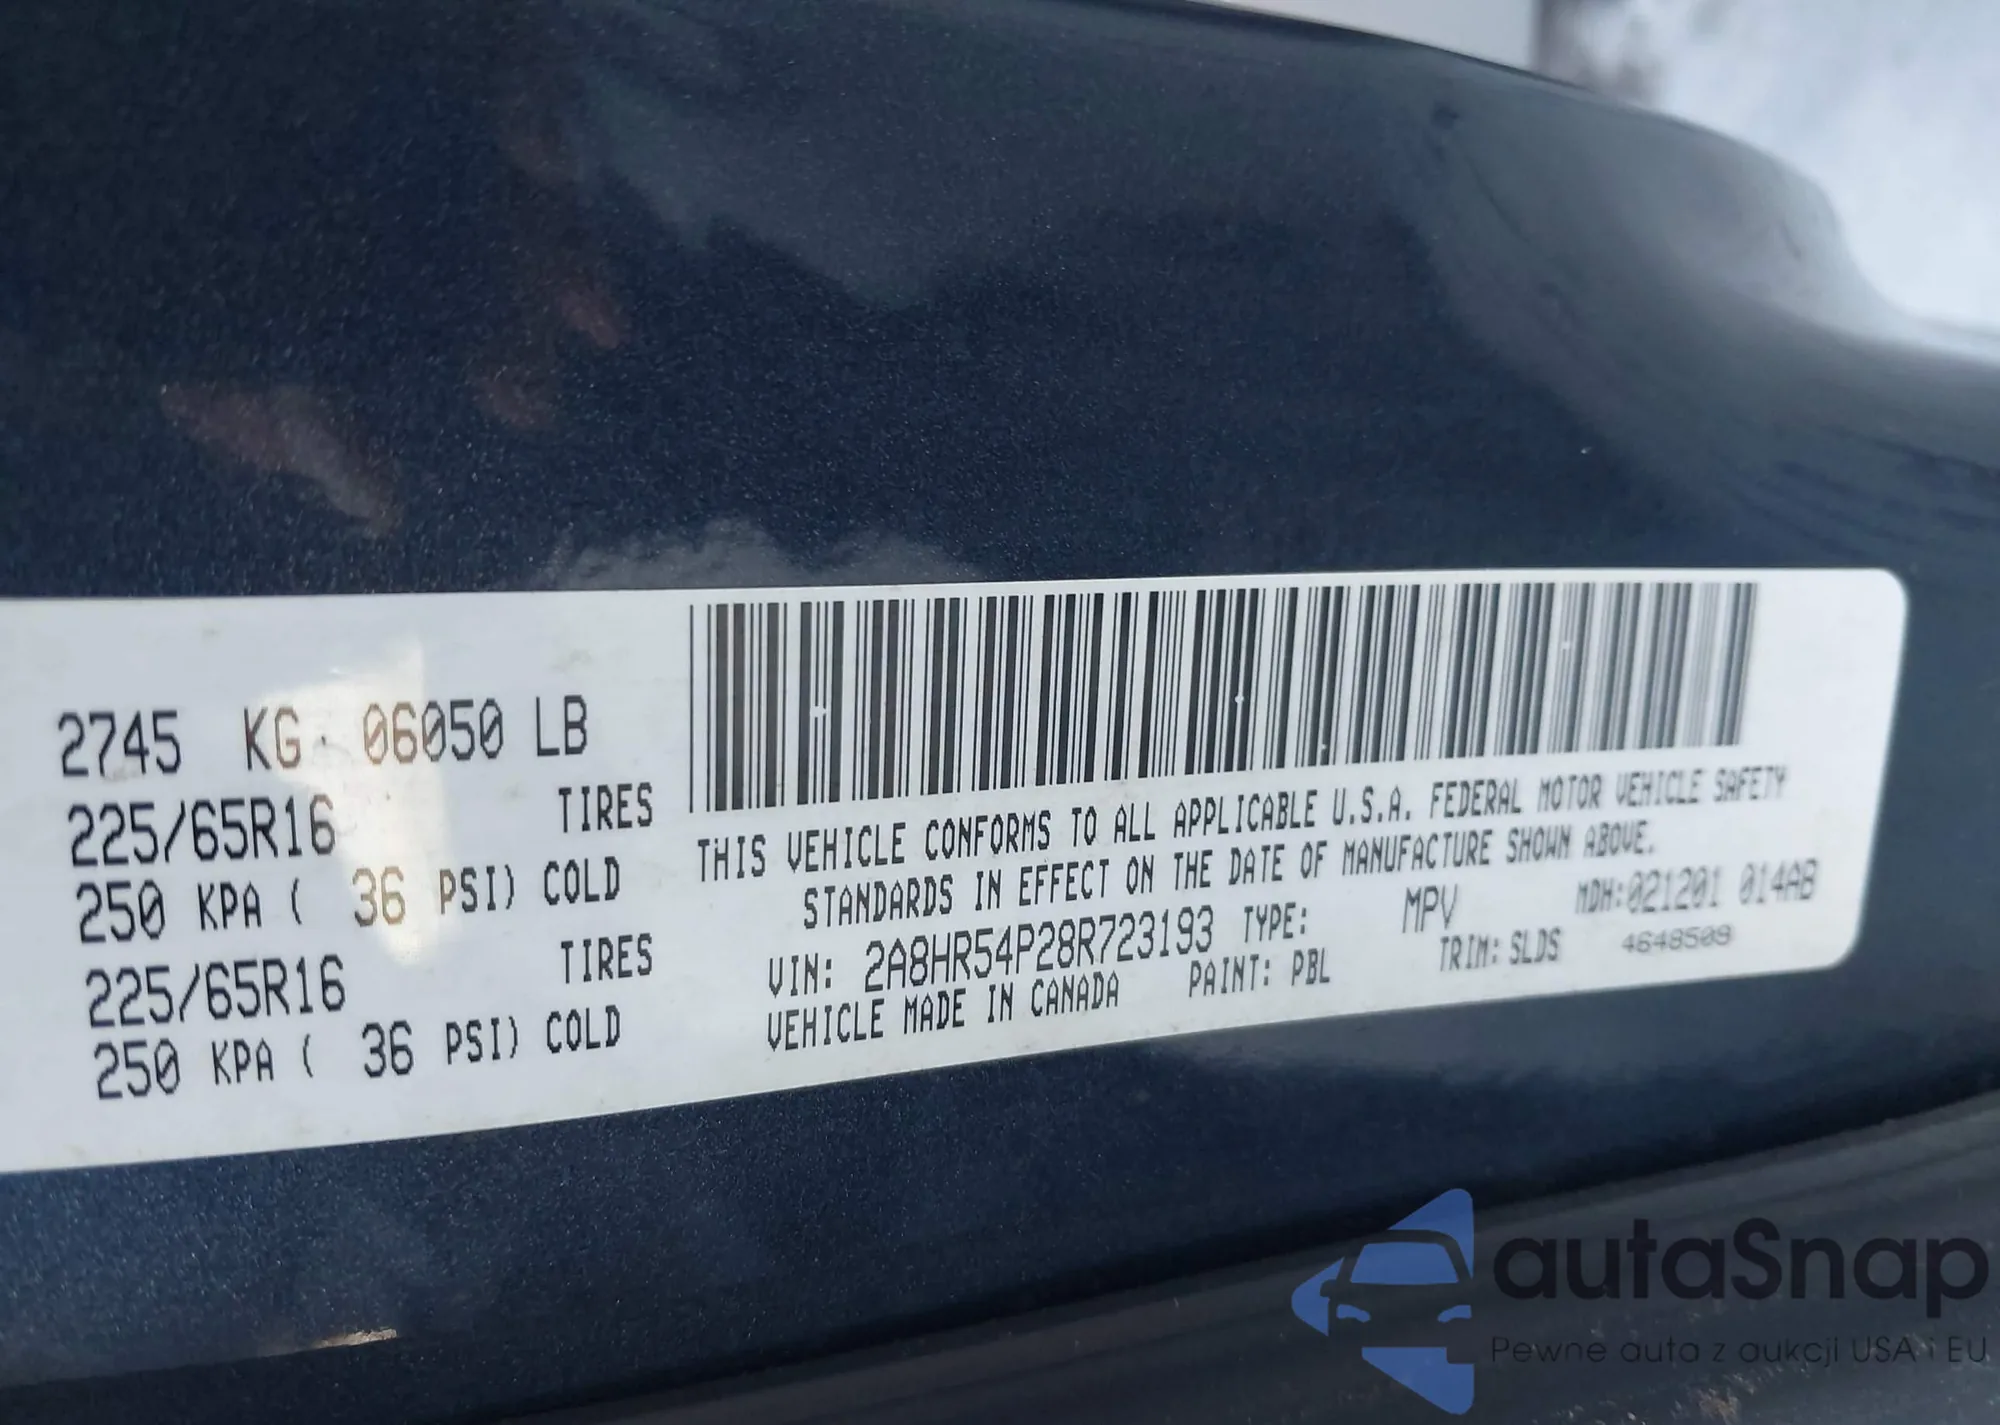 2745 KG 06050 LB
225/65R16 TIRES
250 KPA ( 36 PSI) COLD
225/65R16 TIRES
250 KPA ( 36 PSI) COLD
THIS VEHICLE CONFORMS TO ALL APPLICABLE U.S.A. FEDERAL MOTOR VEHICLE SAFETY
STANDARDS IN EFFECT ON THE DATE OF MANUFACTURE SHOWN ABOVE.
VIN: 2A8HR54P28R723193 TYPE: MPV MDH:021201 014AB
VEHICLE MADE IN CANADA PAINT: PBL TRIM: SLDS 4648509
autaSnap
Pewne auta z aukcji USA i EU